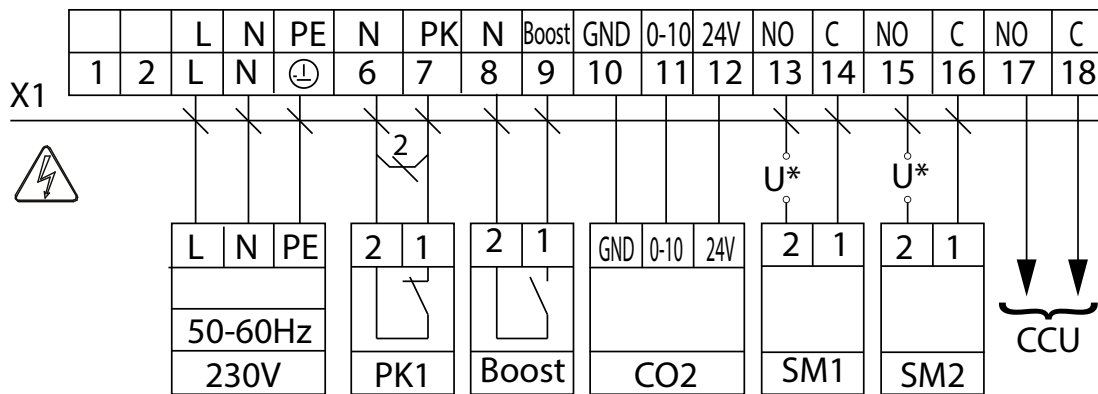 L N PE N PK N Boost GND 0-10 24V NO C NO C NO C
1 2 L N 6 7 8 9 10 11 12 13 14 15 16 17 18
X1
2
U* U*
L N PE 2 1 2 1 GND 0-10 24V 2 1 2 1
50-60Hz
230V PK1 Boost CO2 SM1 SM2 CCU